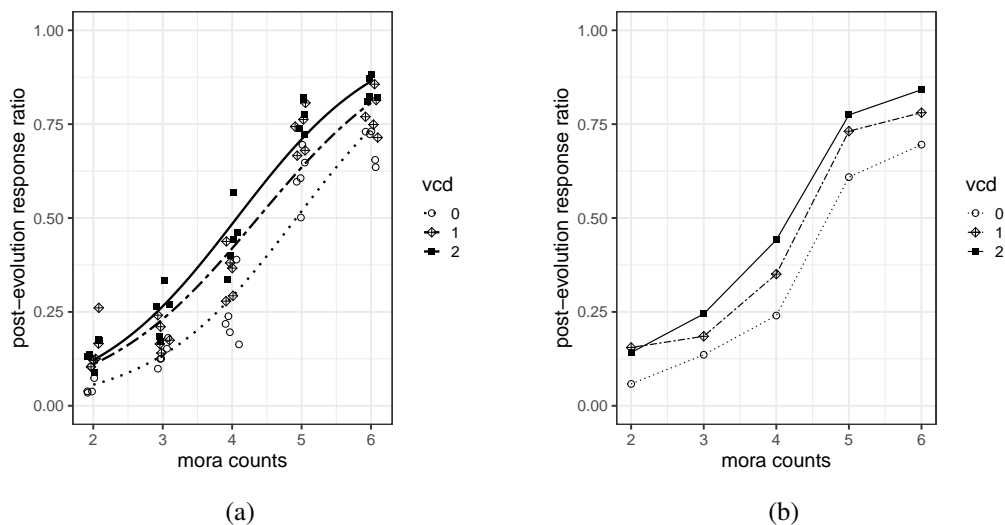 0.00
0.25
0.50
0.75
1.00
2 3 4 5 6
mora counts
post−evolution response ratio
vcd
0
1
2
(a)
0.00
0.25
0.50
0.75
1.00
2 3 4 5 6
mora counts
post−evolution response ratio
vcd
0
1
2
(b)